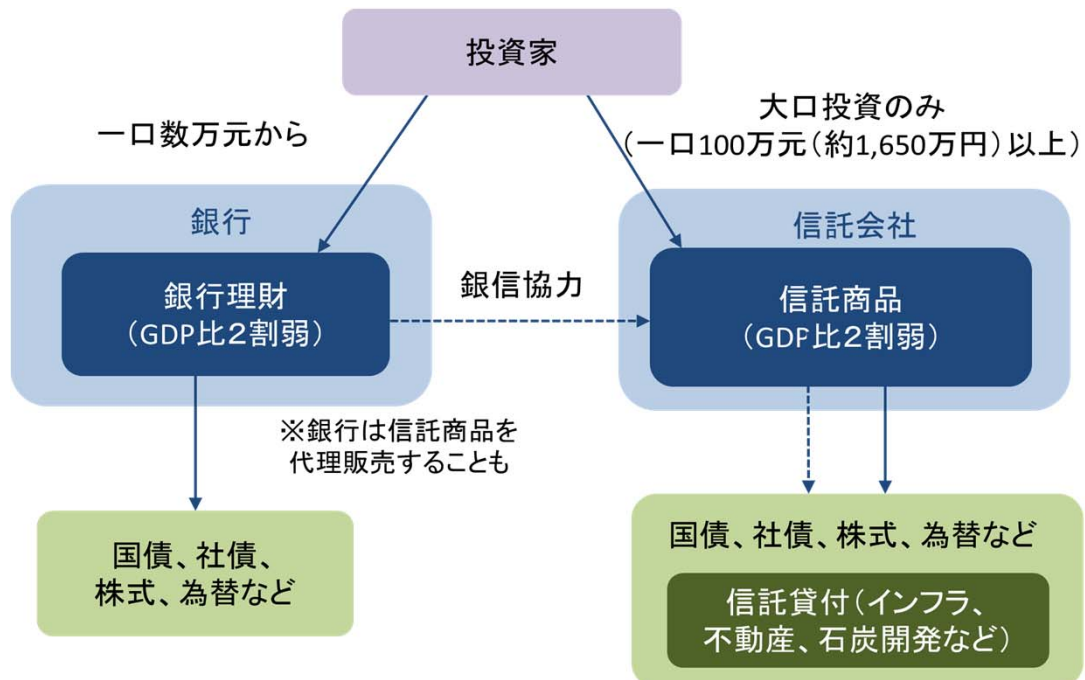 投資家
一口数万元から
大口投資のみ
（一口100万元（約1,650万円）以上）
銀行
銀行理財
（GDP比２割弱）
銀信協力
信託会社
信託商品
（GDP比２割弱）
※銀行は信託商品を
代理販売することも
国債、社債、
株式、為替など
国債、社債、株式、為替など
信託貸付（インフラ、
不動産、石炭開発など）